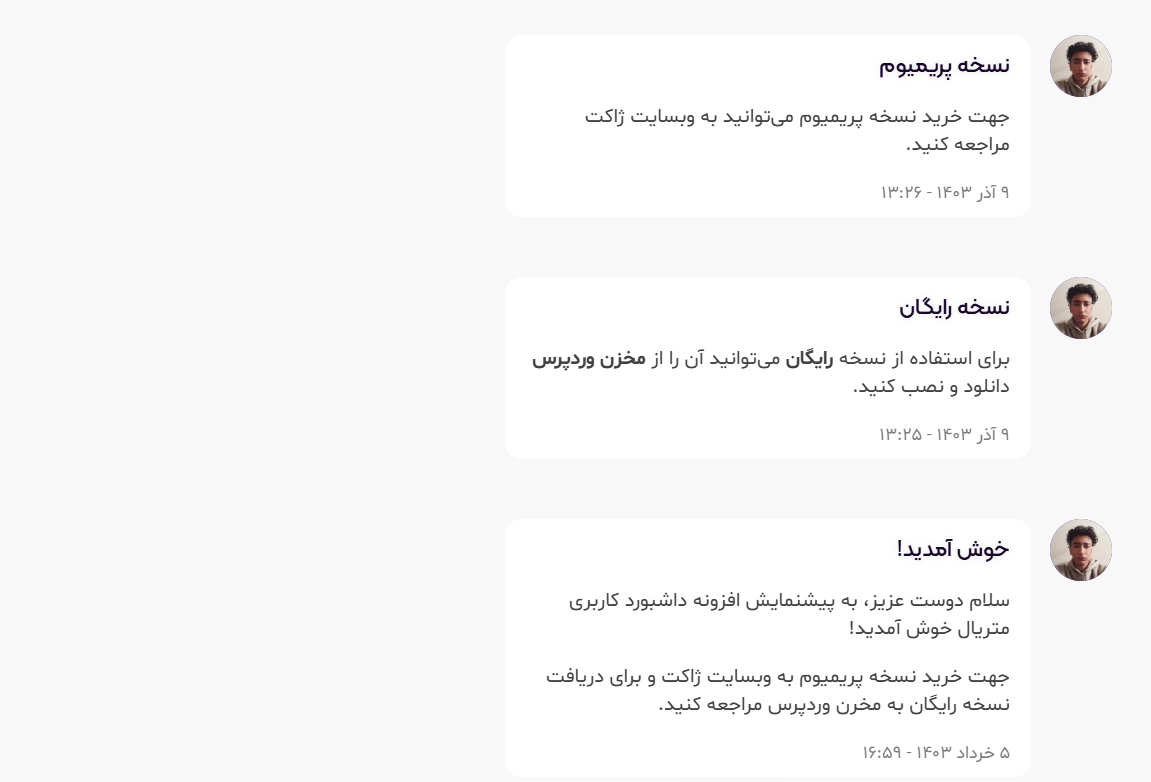 نسخه پریمیوم
جهت خرید نسخه پریمیوم می‌توانید به وبسایت ژاکت
مراجعه کنید.
۹ آذر ۱۴۰۳ - ۱۳:۲۶
نسخه رایگان
برای استفاده از نسخه رایگان می‌توانید آن را از مخزن وردپرس
دانلود و نصب کنید.
۹ آذر ۱۴۰۳ - ۱۳:۲۵
خوش آمدید!
سلام دوست عزیز، به پیشنمایش افزونه داشبورد کاربری
متریال خوش آمدید!
جهت خرید نسخه پریمیوم به وبسایت ژاکت و برای دریافت
نسخه رایگان به مخرن وردپرس مراجعه کنید.
۵ خرداد ۱۴۰۳ - ۱۶:۵۹